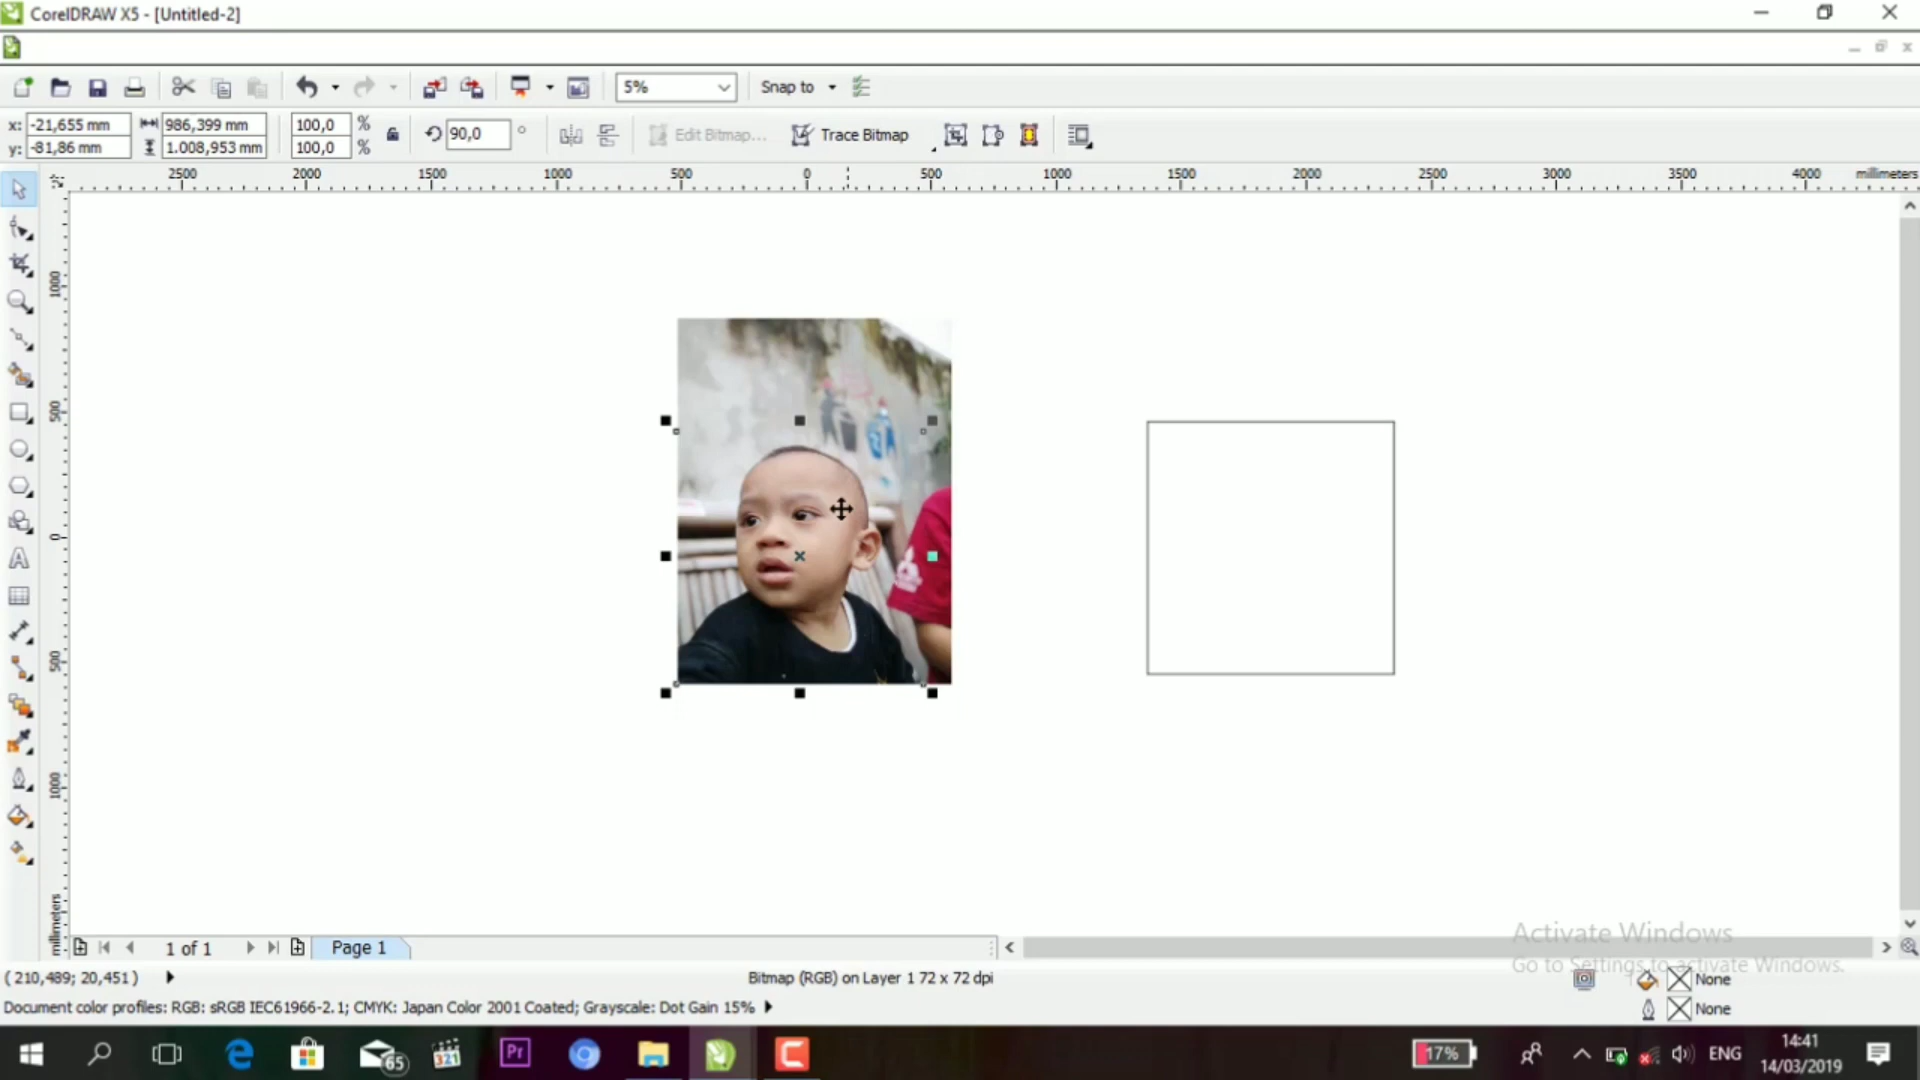 CorelDRAW X5 - [Untitled-2]
5%
Snap to
x: -21,655 mm
986,399 mm
100,0 %
90,0 °
Edit Bitmap...
Trace Bitmap
y: -81,86 mm
1.008,953 mm
100,0 %
2500 2000 1500 1000 500 0 500 1000 1500 2000 2500 3000 3500 4000 millimeters
1000
500
0
500
1000
millimeters
1 of 1
Page 1
Activate Windows
Go to Settings to activate Windows.
( 210,489; 20,451 )
Bitmap (RGB) on Layer 1 72 x 72 dpi
None
Document color profiles: RGB: sRGB IEC61966-2.1; CMYK: Japan Color 2001 Coated; Grayscale: Dot Gain 15%
None
65
321
Pr
17%
ENG
14:41
14/03/2019